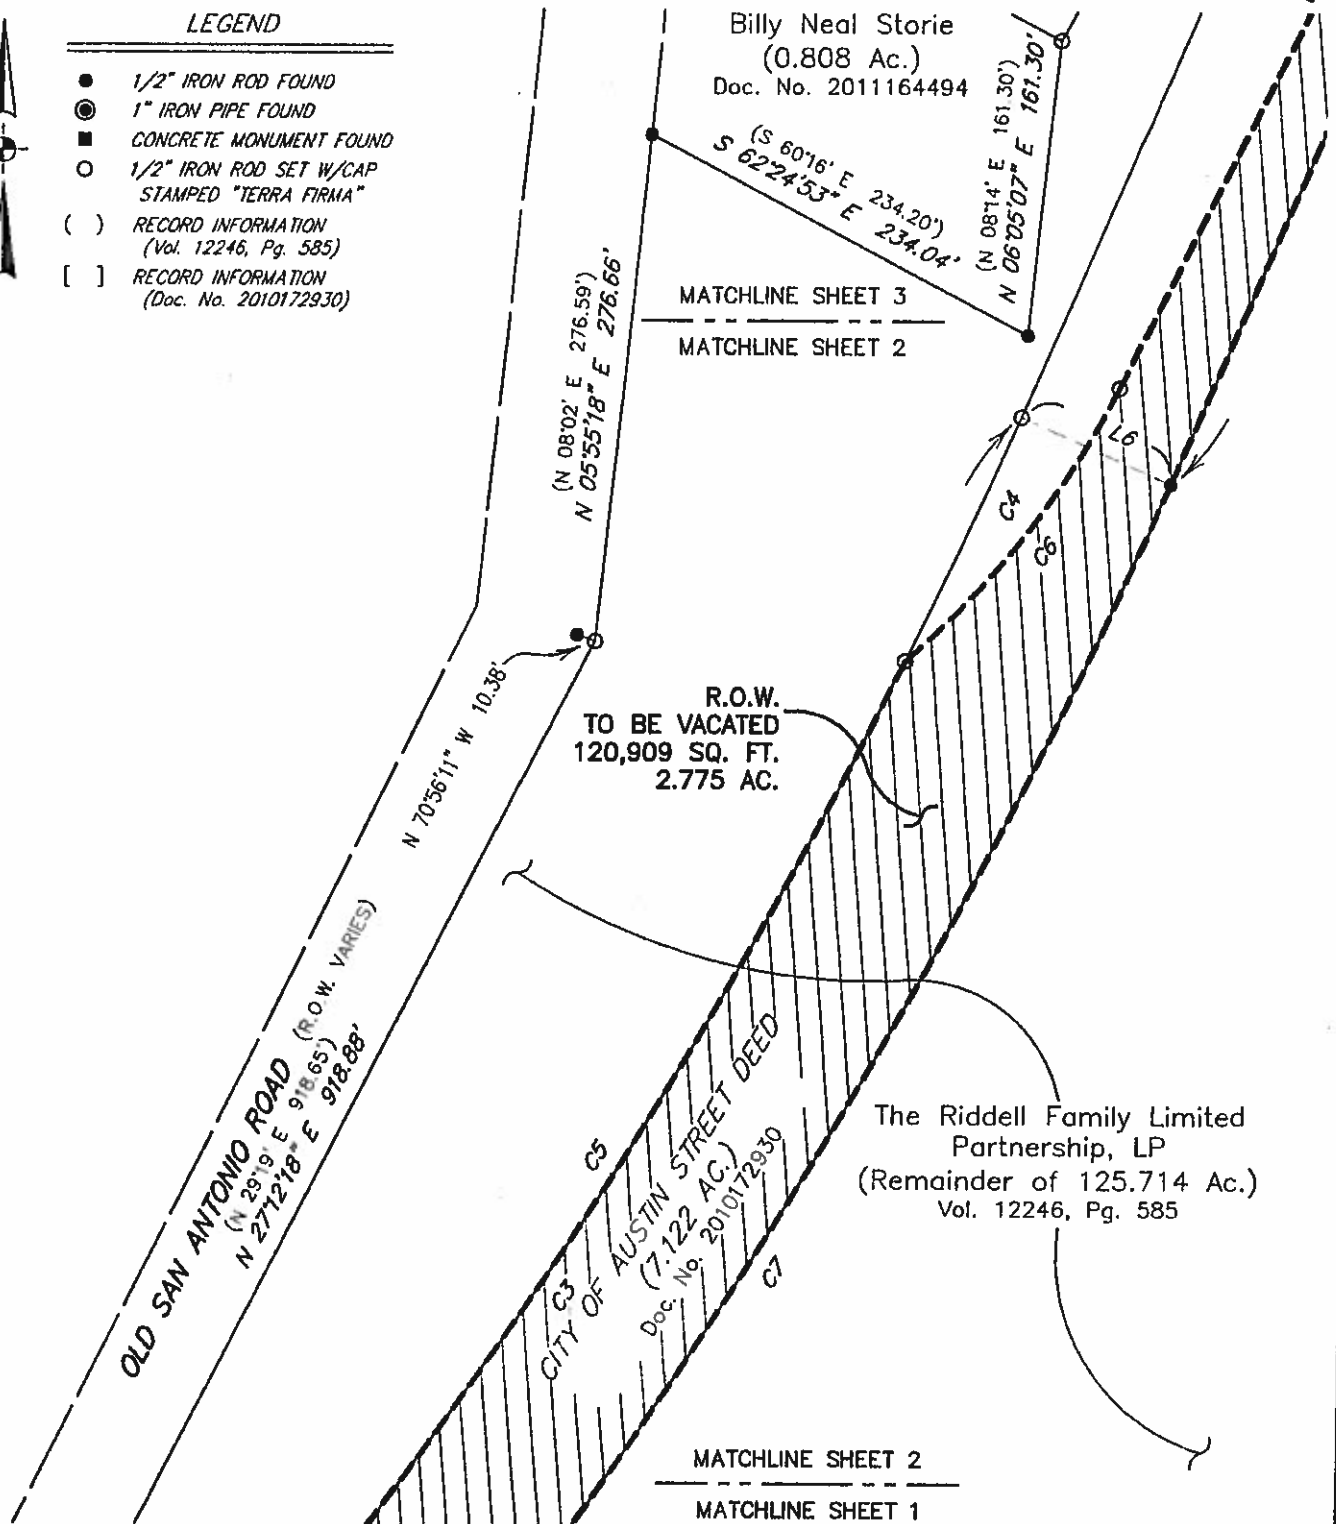 LEGEND
1/2" IRON ROD FOUND
1" IRON PIPE FOUND
CONCRETE MONUMENT FOUND
1/2" IRON ROD SET W/CAP
STAMPED "TERRA FIRMA"
( ) RECORD INFORMATION
(Vol. 12246, Pg. 585)
[ ] RECORD INFORMATION
(Doc. No. 2010172930)
Billy Neal Storie
(0.808 Ac.)
Doc. No. 2011164494
(S 60°16' E 234.20')
S 62°24'53" E 234.04'
(N 08°14' E 161.30')
N 06°05'07" E 161.30'
MATCHLINE SHEET 3
MATCHLINE SHEET 2
(N 08°02' E 276.59')
N 05°55'18" E 276.66'
L6
C4
C6
N 70°56'11" W 10.38'
R.O.W.
TO BE VACATED
120,909 SQ. FT.
2.775 AC.
OLD SAN ANTONIO ROAD (R.O.W. VARIES)
(N 29°19' E 918.65')
N 27°12'18" E 918.88'
C5
C3
CITY OF AUSTIN STREET DEED
(7.122 AC.)
Doc. No. 2010172930
C7
The Riddell Family Limited
Partnership, LP
(Remainder of 125.714 Ac.)
Vol. 12246, Pg. 585
MATCHLINE SHEET 2
MATCHLINE SHEET 1